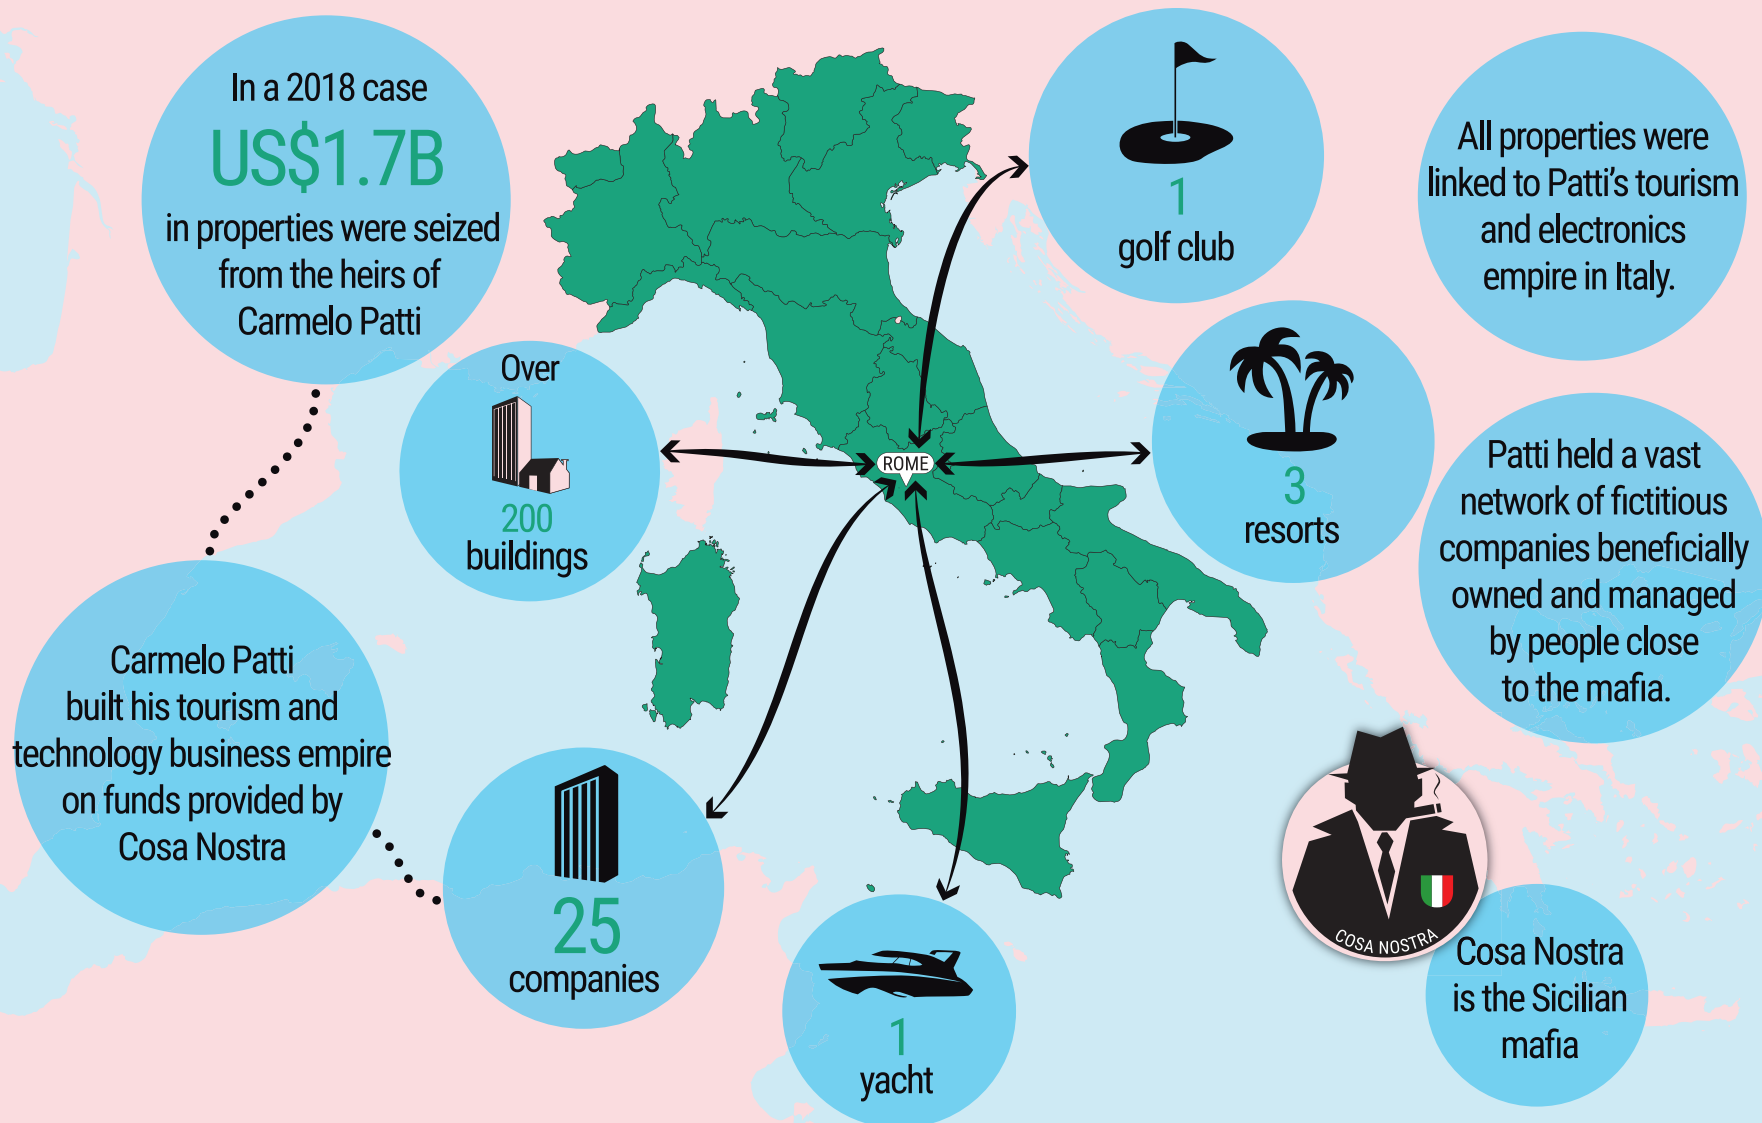 In a 2018 case
US$1.7B
in properties were seized
from the heirs of
Carmelo Patti
Over
200
buildings
Carmelo Patti
built his tourism and
technology business empire
on funds provided by
Cosa Nostra
25
companies
1
yacht
ROME
1
golf club
3
resorts
All properties were
linked to Patti's tourism
and electronics
empire in Italy.
Patti held a vast
network of fictitious
companies beneficially
owned and managed
by people close
to the mafia.
COSA NOSTRA
Cosa Nostra
is the Sicilian
mafia